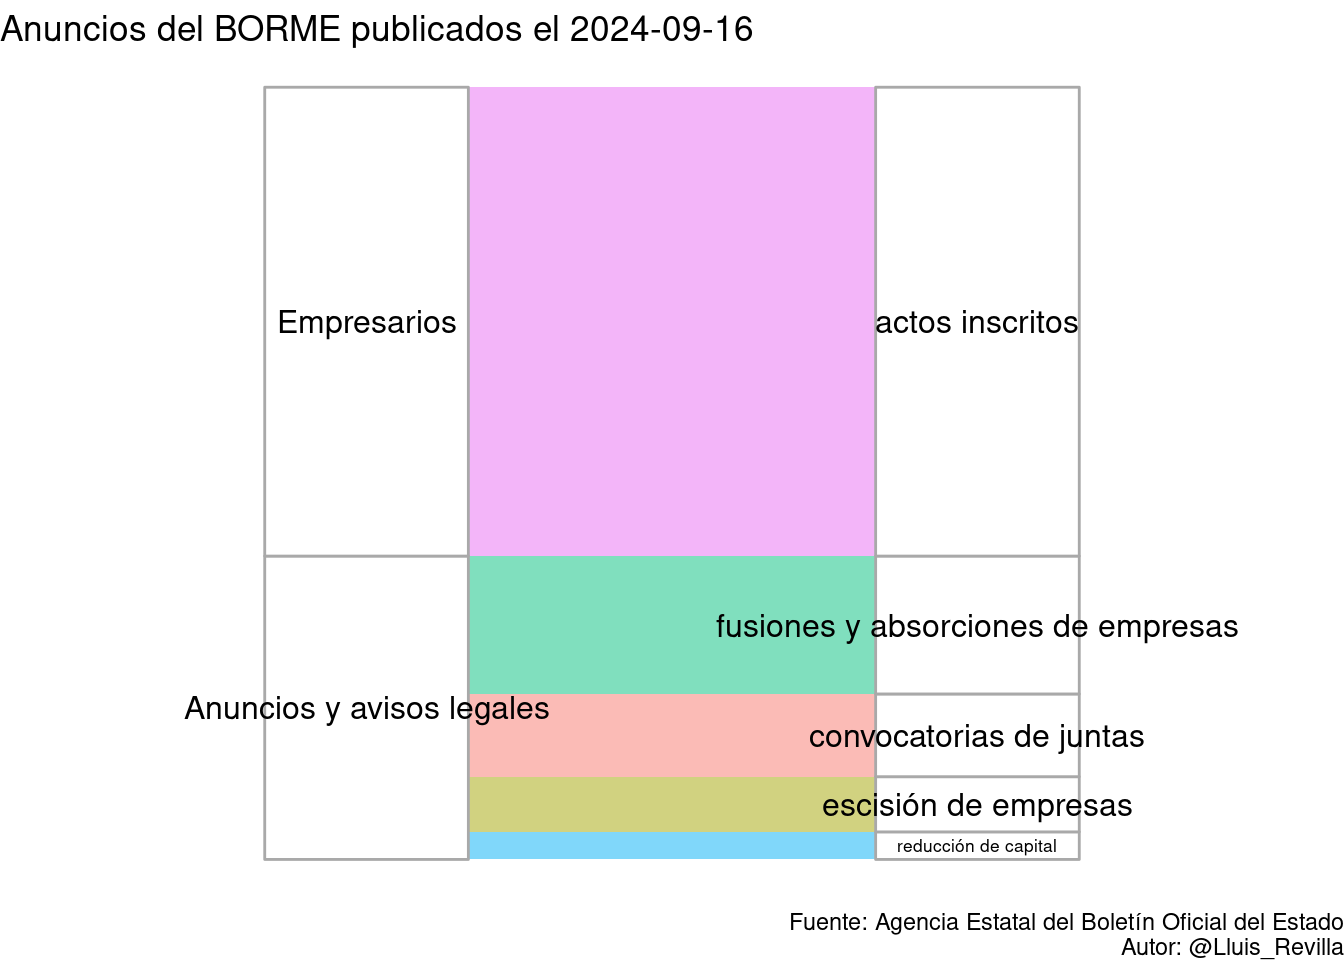 Anuncios del BORME publicados el 2024-09-16
Empresarios
actos inscritos
fusiones y absorciones de empresas
Anuncios y avisos legales
convocatorias de juntas
escisión de empresas
reducción de capital
Fuente: Agencia Estatal del Boletín Oficial del Estado
Autor: @Lluis_Revilla